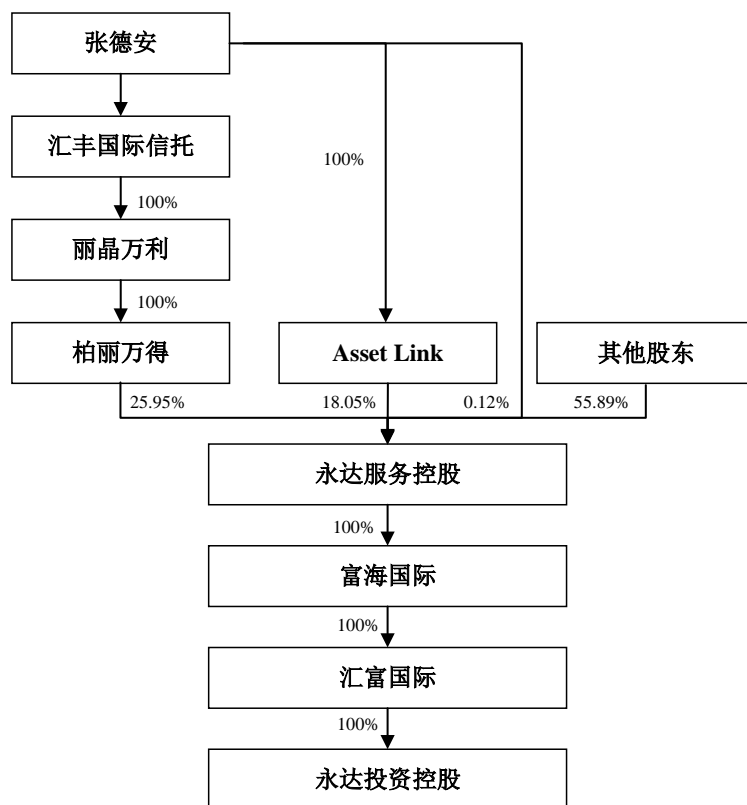 张德安
汇丰国际信托
100%
100%
丽晶万利
100%
柏丽万得
Asset Link
其他股东
25.95%
18.05%
0.12%
55.89%
永达服务控股
100%
富海国际
100%
汇富国际
100%
永达投资控股